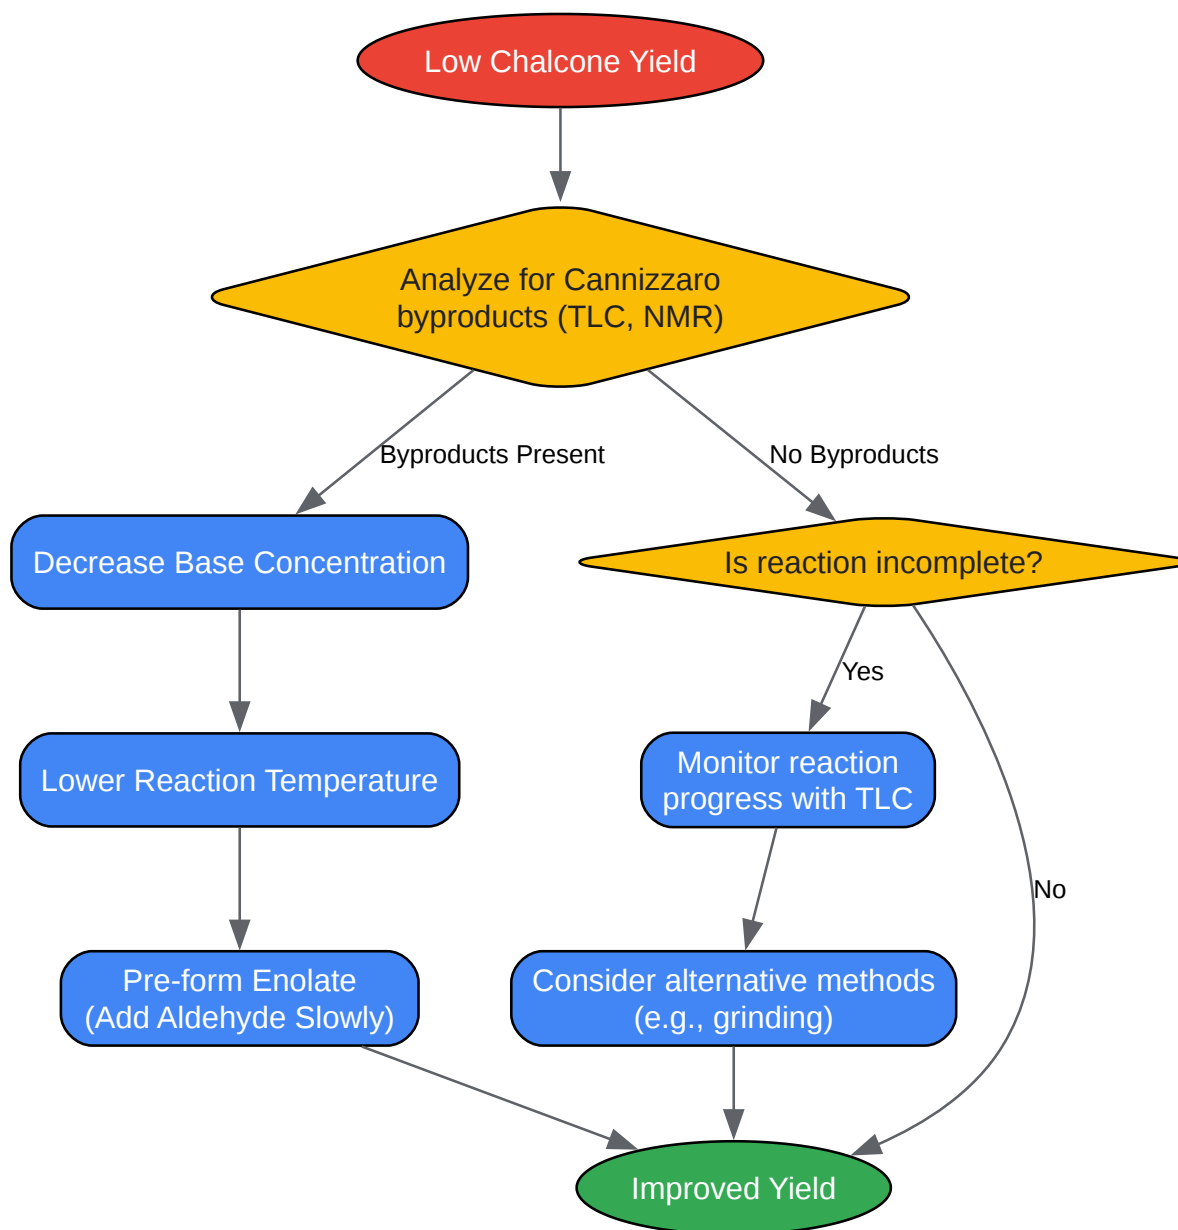 Low Chalcone Yield
Analyze for Cannizzaro
byproducts (TLC, NMR)
Byproducts Present
No Byproducts
Decrease Base Concentration
Is reaction incomplete?
Yes
Lower Reaction Temperature
Monitor reaction
progress with TLC
No
Pre-form Enolate
(Add Aldehyde Slowly)
Consider alternative methods
(e.g., grinding)
Improved Yield